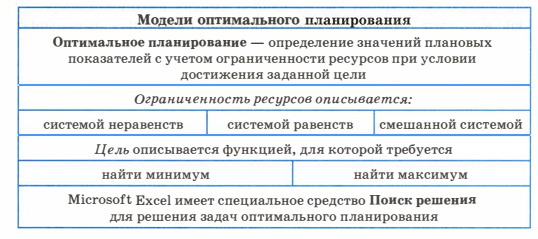 Модели оптимального планирования
Оптимальное планирование — определение значений плановых
показателей с учетом ограниченности ресурсов при условии
достижения заданной цели
Ограниченность ресурсов описывается:
системой неравенств системой равенств смешанной системой
Цель описывается функцией, для которой требуется
найти минимум найти максимум
Microsoft Excel имеет специальное средство Поиск решения
для решения задач оптимального планирования